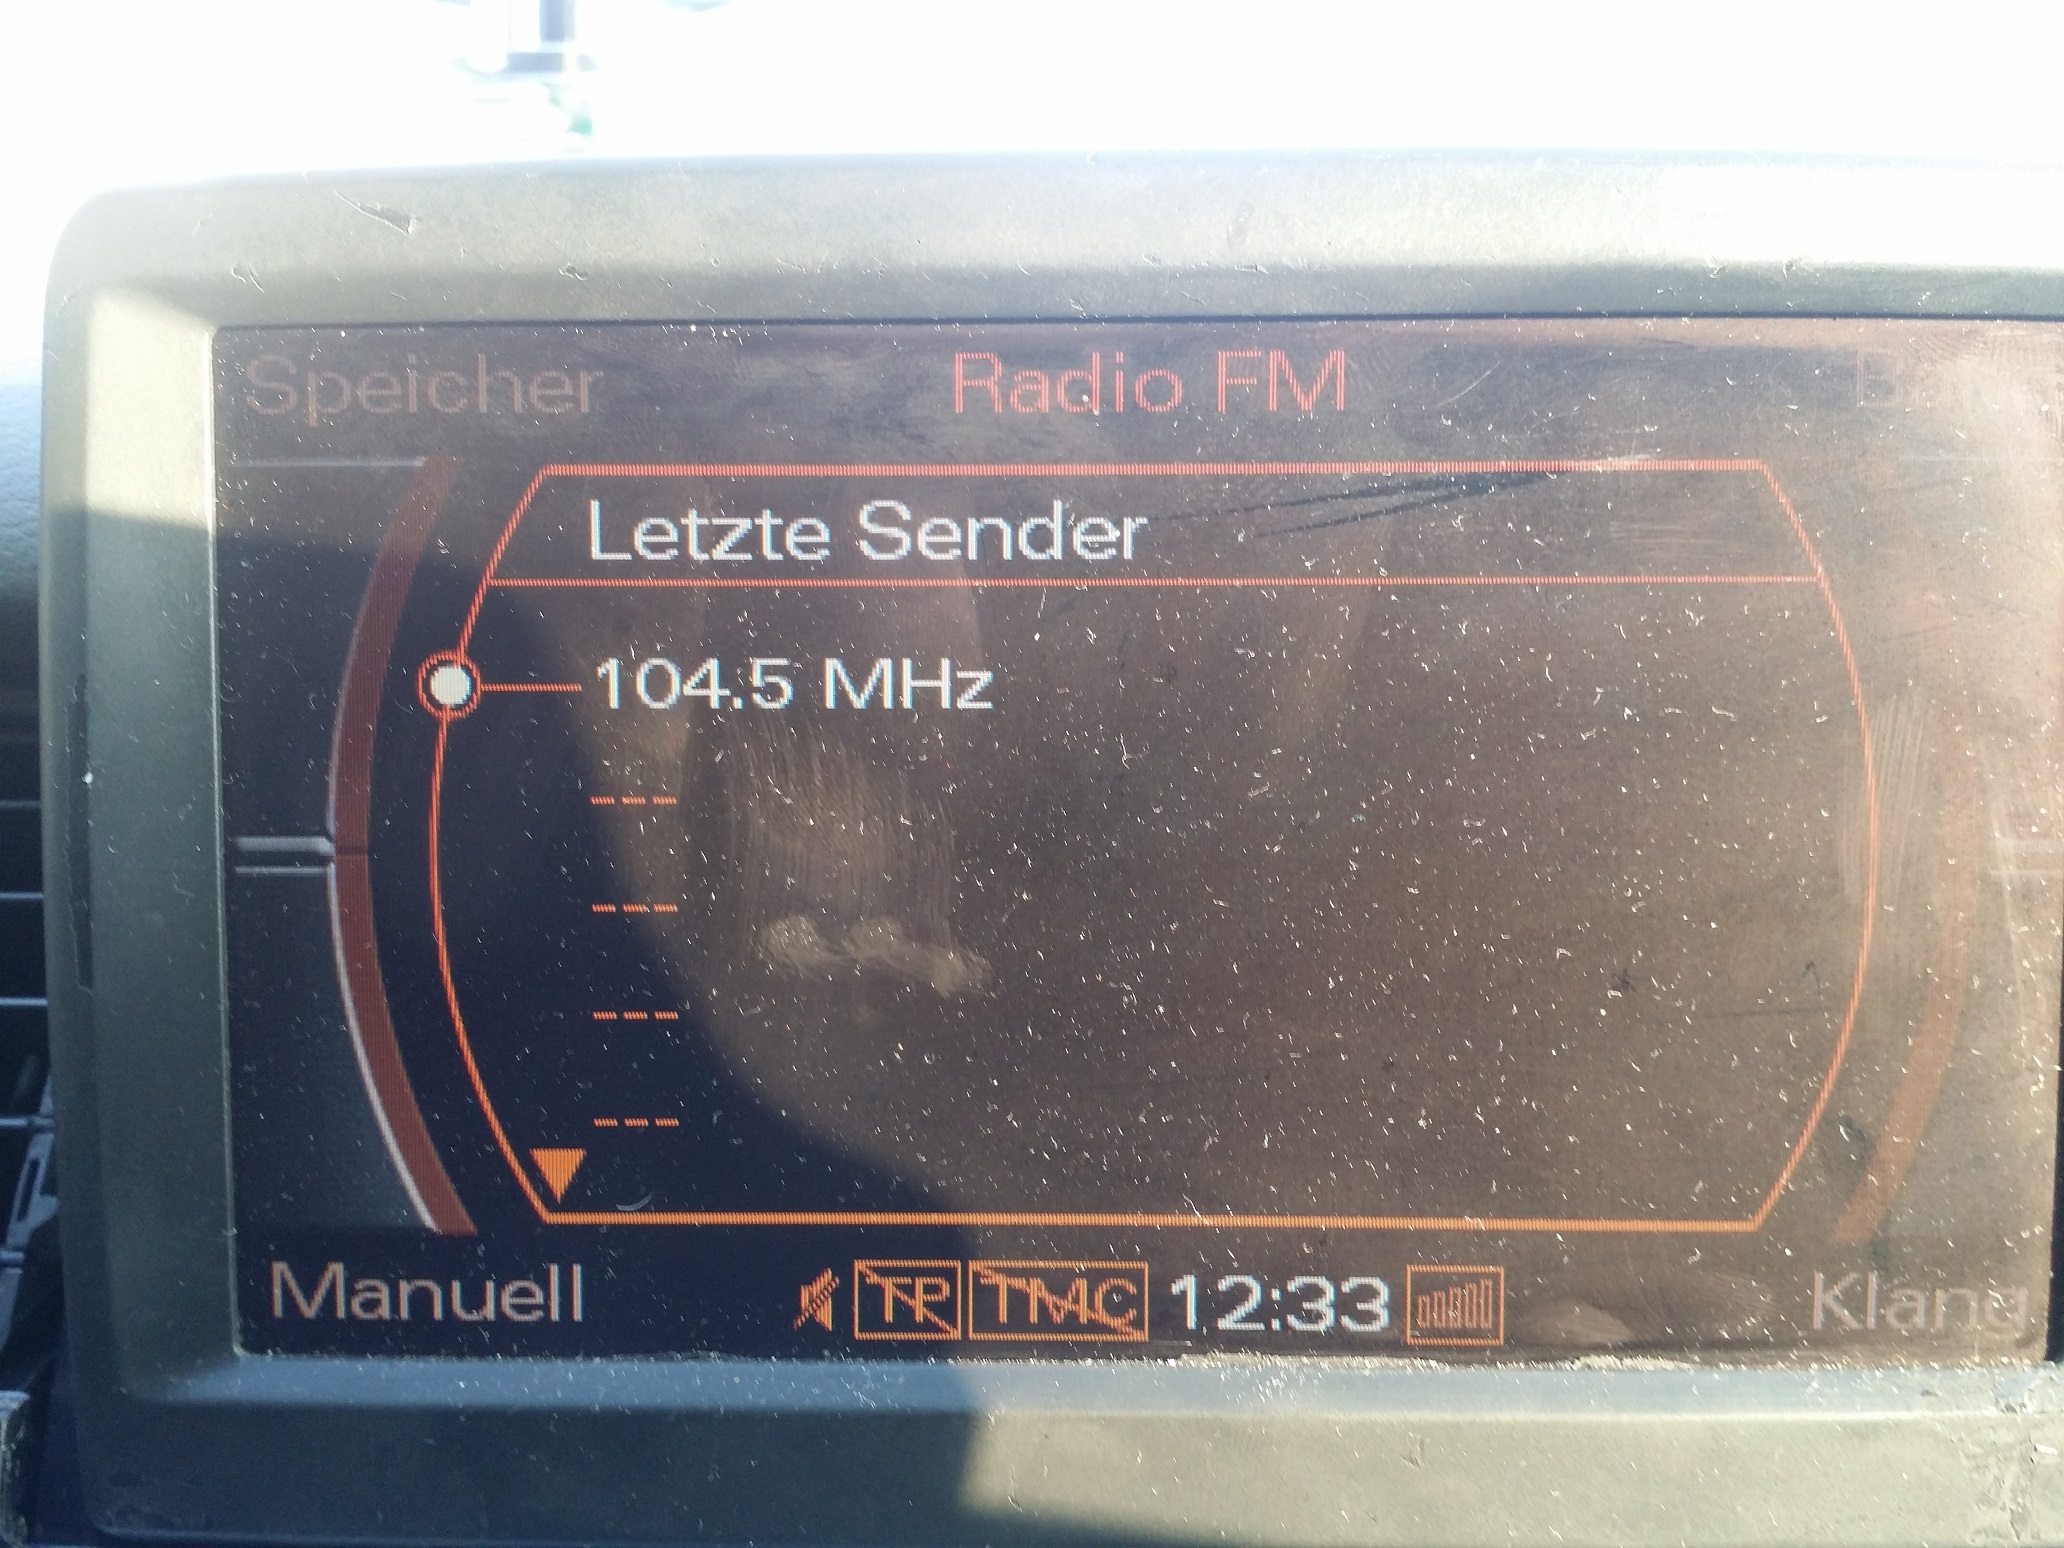 Speicher
Radio FM
Letzte Sender
104.5 MHz
--- 
---
---
---
Manuell
TP
TMC
12:33
Klang